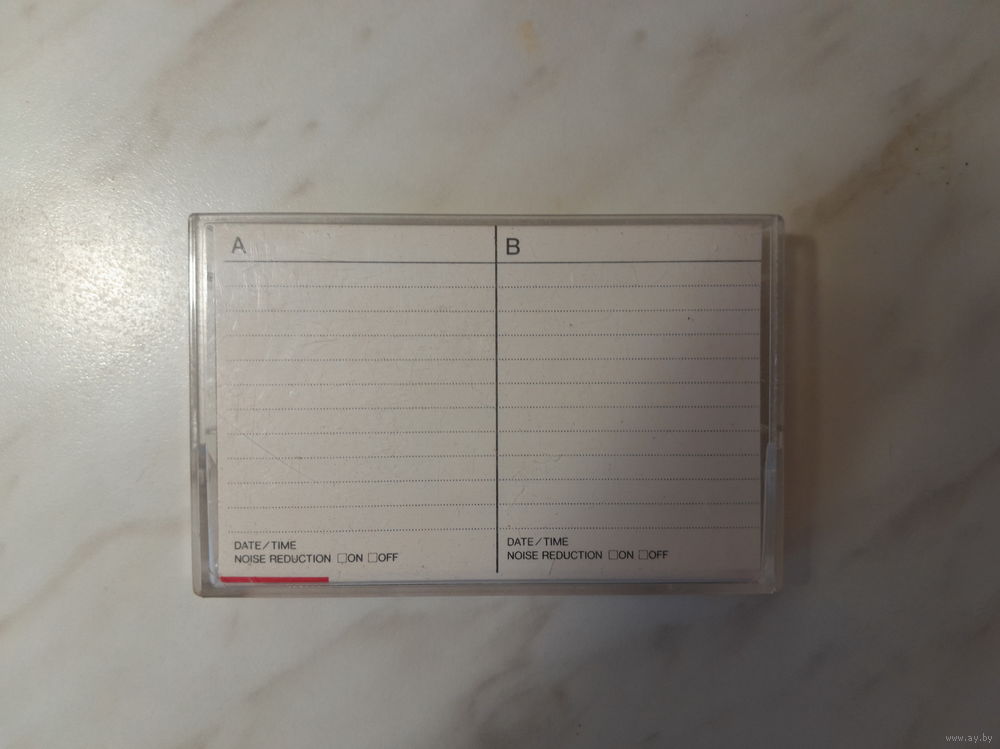 A
DATE/TIME
NOISE REDUCTION □ON □OFF
B
DATE/TIME
NOISE REDUCTION □ON □OFF
www.ay.by